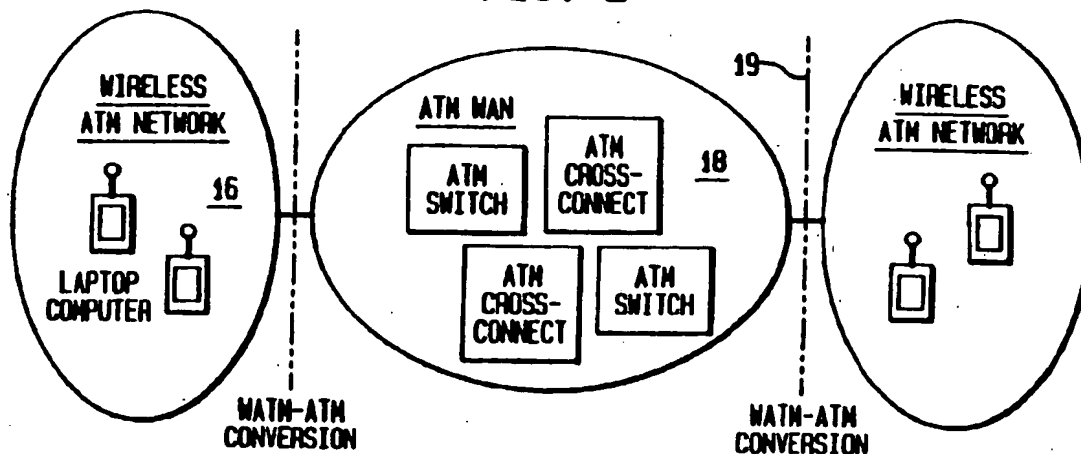 WIRELESS
ATM NETWORK
16
LAPTOP
COMPUTER
WATM-ATM
CONVERSION
ATM WAN
ATM
SWITCH
ATM
CROSS-
CONNECT
18
ATM
CROSS-
CONNECT
ATM
SWITCH
19
WIRELESS
ATM NETWORK
WATM-ATM
CONVERSION